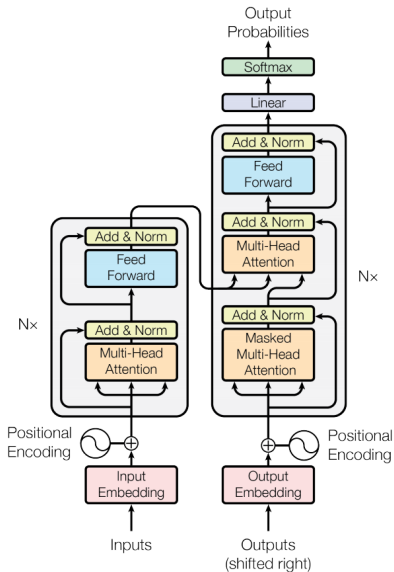 Output
Probabilities
Softmax
Linear
Add & Norm
Feed
Forward
Add & Norm
Multi-Head
Attention
Add & Norm
Masked
Multi-Head
Attention
N×
Add & Norm
Feed
Forward
Add & Norm
Multi-Head
Attention
N×
Positional
Encoding
Positional
Encoding
Input
Embedding
Output
Embedding
Inputs
Outputs
(shifted right)